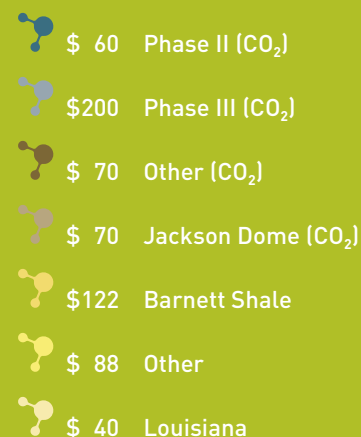 $ 60 Phase II (CO₂)
$200 Phase III (CO₂)
$ 70 Other (CO₂)
$ 70 Jackson Dome (CO₂)
$122 Barnett Shale
$ 88 Other
$ 40 Louisiana